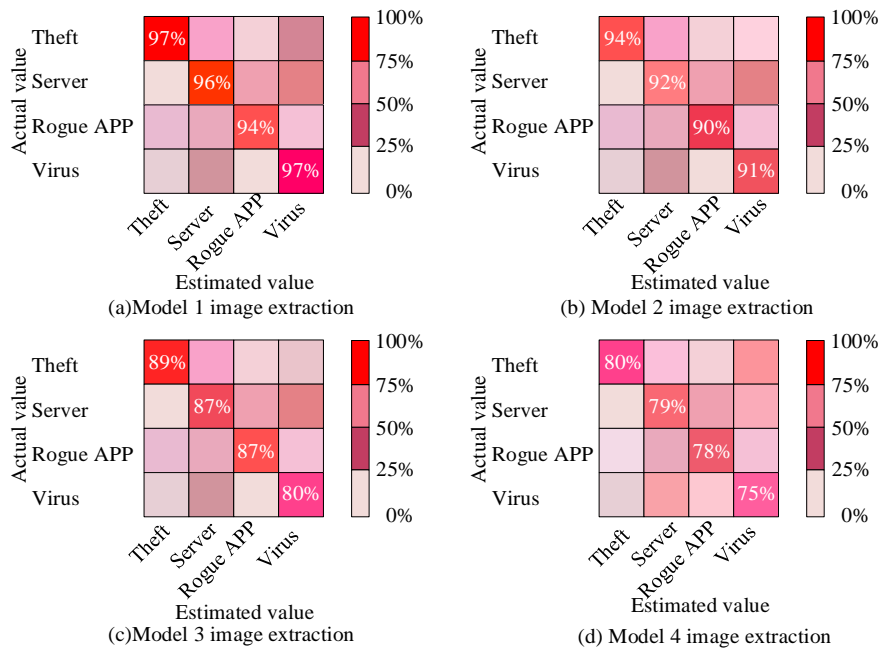 Actual value
Theft
Server
Rogue APP
Virus
97%
96%
94%
97%
100%
75%
50%
25%
0%
Theft
Server
Rogue APP
Virus
Estimated value
(a)Model 1 image extraction
Actual value
Theft
Server
Rogue APP
Virus
94%
92%
90%
91%
100%
75%
50%
25%
0%
Theft
Server
Rogue APP
Virus
Estimated value
(b) Model 2 image extraction
Actual value
Theft
Server
Rogue APP
Virus
89%
87%
87%
80%
100%
75%
50%
25%
0%
Theft
Server
Rogue APP
Virus
Estimated value
(c)Model 3 image extraction
Actual value
Theft
Server
Rogue APP
Virus
80%
79%
78%
75%
100%
75%
50%
25%
0%
Theft
Server
Rogue APP
Virus
Estimated value
(d) Model 4 image extraction